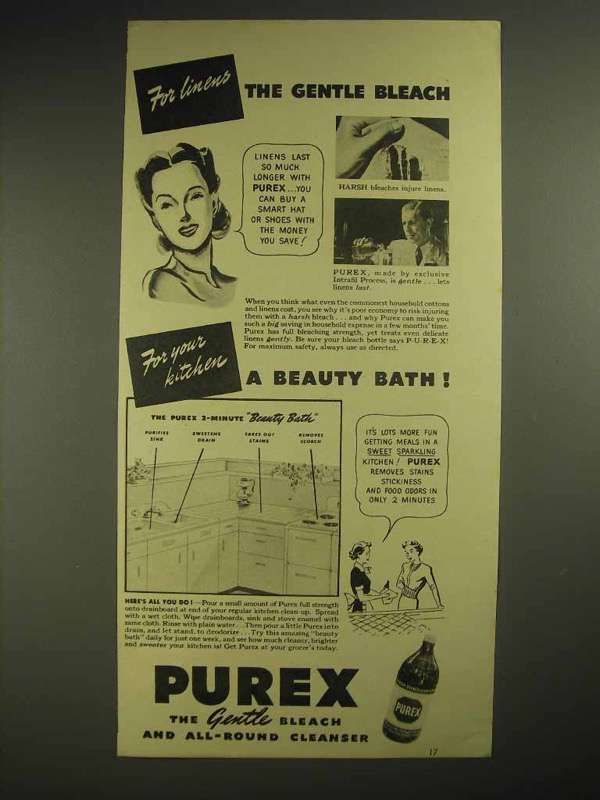 For linens
THE GENTLE BLEACH
LINENS LAST
SO MUCH
LONGER WITH
PUREX...YOU
CAN BUY A
SMART HAT
OR SHOES WITH
THE MONEY
YOU SAVE!
HARSH bleaches injure linens.
PUREX, made by exclusive
Intrafil Process, is gentle...lets
linens last.
When you think what even the commonest household cottons
and linens cost, you see why it's poor economy to risk injuring
them with a harsh bleach...and why Purex can make you
such a big saving in household expense in a few months' time.
Purex has full bleaching strength, yet treats even delicate
linens gently. Be sure your bleach bottle says P-U-R-E-X!
For maximum safety, always use as directed.
For your
kitchen
A BEAUTY BATH!
THE PUREX 2-MINUTE "Beauty Bath"
PURIFIES
SINK
SWEETENS
DRAIN
TAKES OUT
STAINS
REMOVES
SCORCH
IT'S LOTS MORE FUN
GETTING MEALS IN A
SWEET SPARKLING
KITCHEN! PUREX
REMOVES STAINS
STICKINESS
AND FOOD ODORS IN
ONLY 2 MINUTES
HERE'S ALL YOU DO!—Pour a small amount of Purex full strength
onto drainboard at end of your regular kitchen clean-up. Spread
with a wet cloth. Wipe drainboards, sink and stove enamel with
same cloth. Rinse with plain water...Then pour a little Purex into
drain, and let stand, to deodorize...Try this amazing "beauty
bath" daily for just one week, and see how much cleaner, brighter
and sweeter your kitchen is! Get Purex at your grocer's today.
PUREX
THE Gentle BLEACH
AND ALL-ROUND CLEANSER
PUREX
17